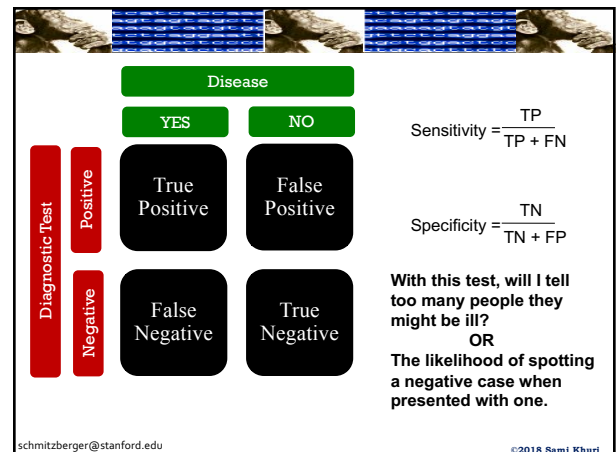 Disease
YES NO
Diagnostic Test
Positive
True
Positive
False
Positive
Negative
False
Negative
True
Negative
Sensitivity = TP
TP + FN
Specificity = TN
TN + FP
With this test, will I tell
too many people they
might be ill?
OR
The likelihood of spotting
a negative case when
presented with one.
schmitzberger@stanford.edu
©2018 Sami Khuri